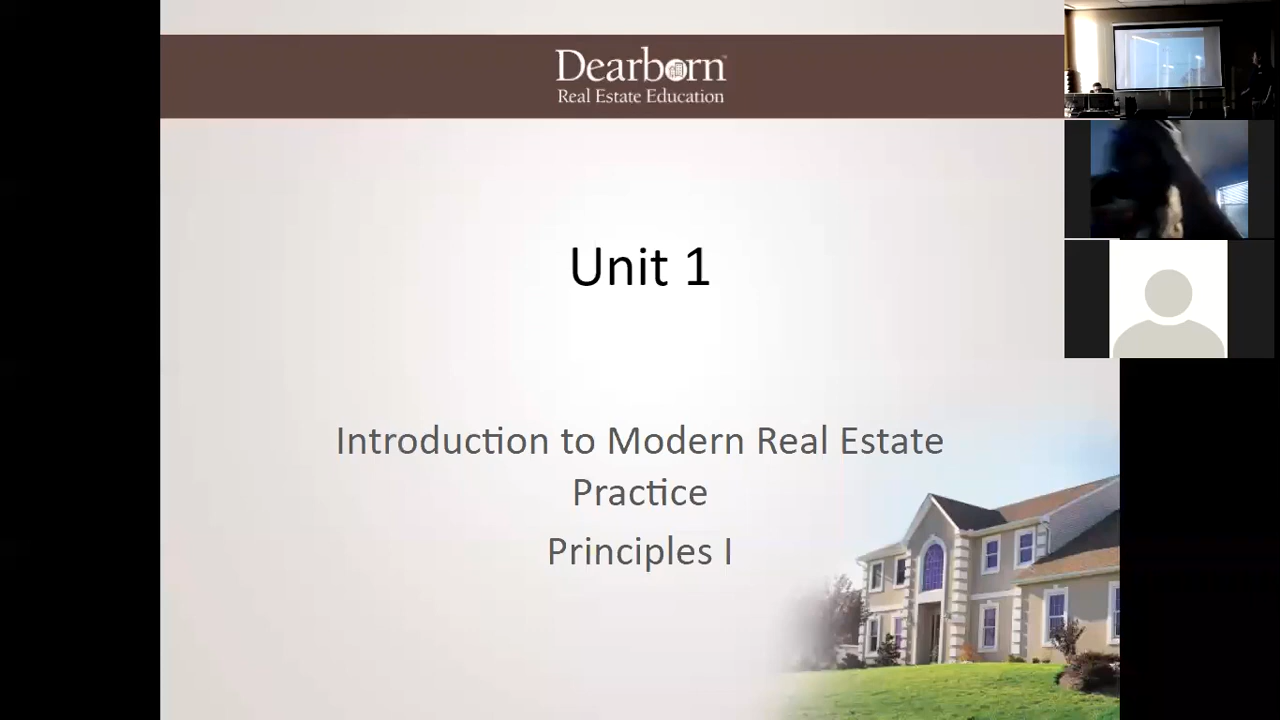 Dearborn
Real Estate Education
Unit 1
Introduction to Modern Real Estate
Practice
Principles I